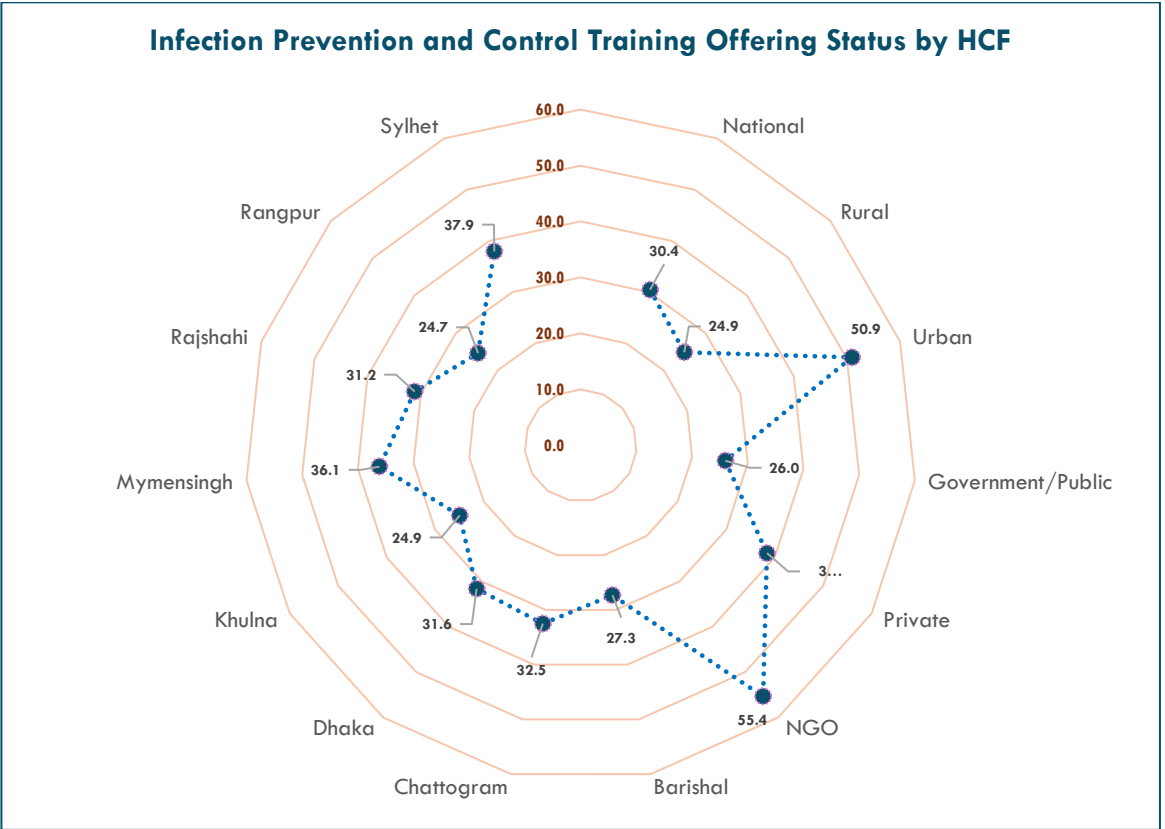 Infection Prevention and Control Training Offering Status by HCF
60.0
Sylhet
National
50.0
Rangpur
Rural
37.9
40.0
30.4
30.0
24.7
24.9
50.9
Rajshahi
Urban
20.0
31.2
10.0
0.0
36.1
26.0
Mymensingh
Government/Public
24.9
3...
Khulna
Private
31.6
27.3
32.5
55.4
Dhaka
NGO
Chattogram
Barishal